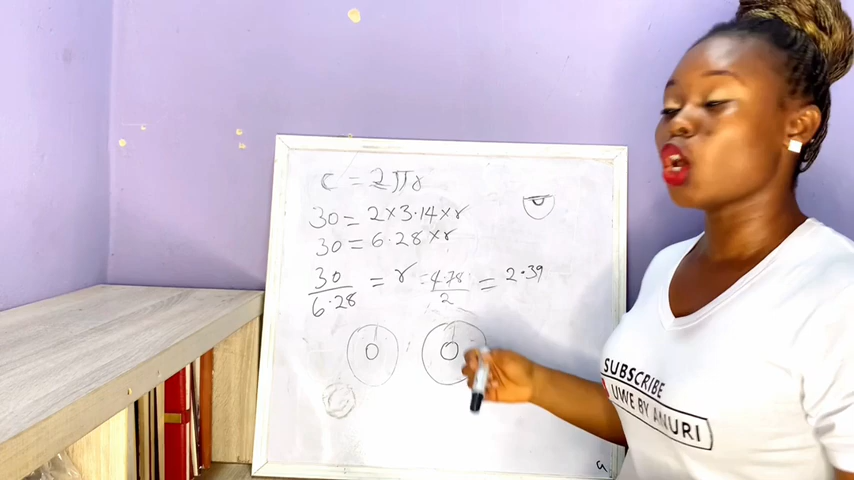 C = 2πr
30 = 2×3.14×r
30 = 6.28×r
30/6.28 = r = 4.78/2 = 2.39
SUBSCRIBE
UWE BY ANURI
a